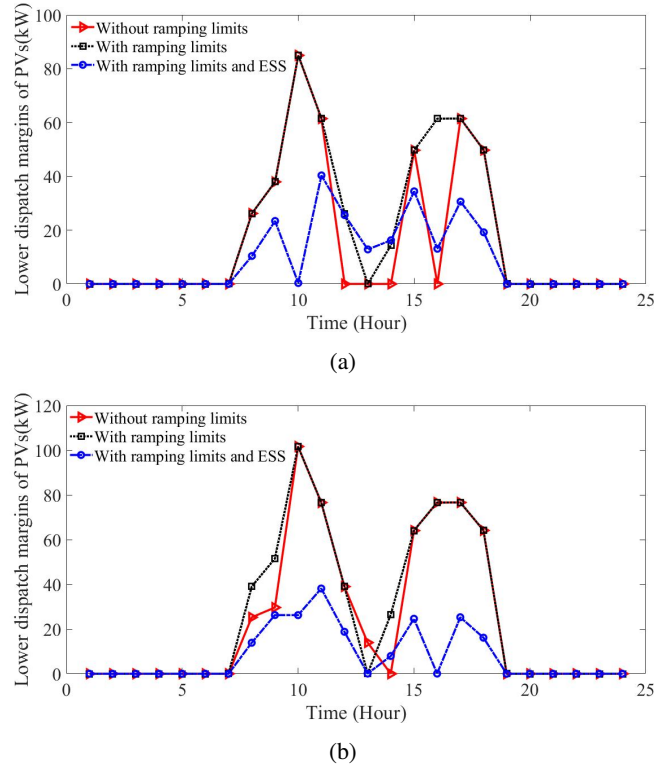 100
80
60
40
20
0
Lower dispatch margins of PVs(kW)
Without ramping limits
With ramping limits
With ramping limits and ESS
0 5 10 15 20 25
Time (Hour)
(a)
120
100
80
60
40
20
0
Lower dispatch margins of PVs(kW)
Without ramping limits
With ramping limits
With ramping limits and ESS
0 5 10 15 20 25
Time (Hour)
(b)